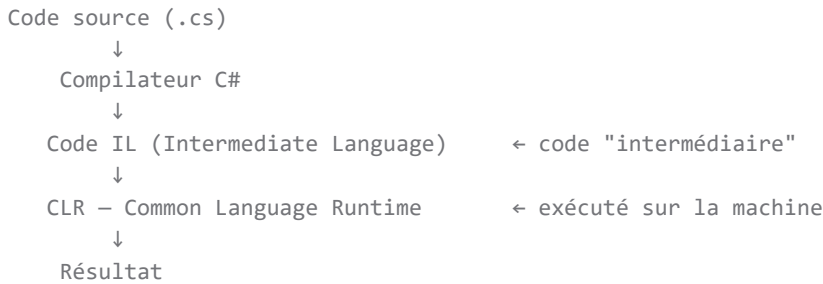 Code source (.cs)
↓
Compilateur C#
↓
Code IL (Intermediate Language) ← code "intermédiaire"
↓
CLR — Common Language Runtime ← exécuté sur la machine
↓
Résultat